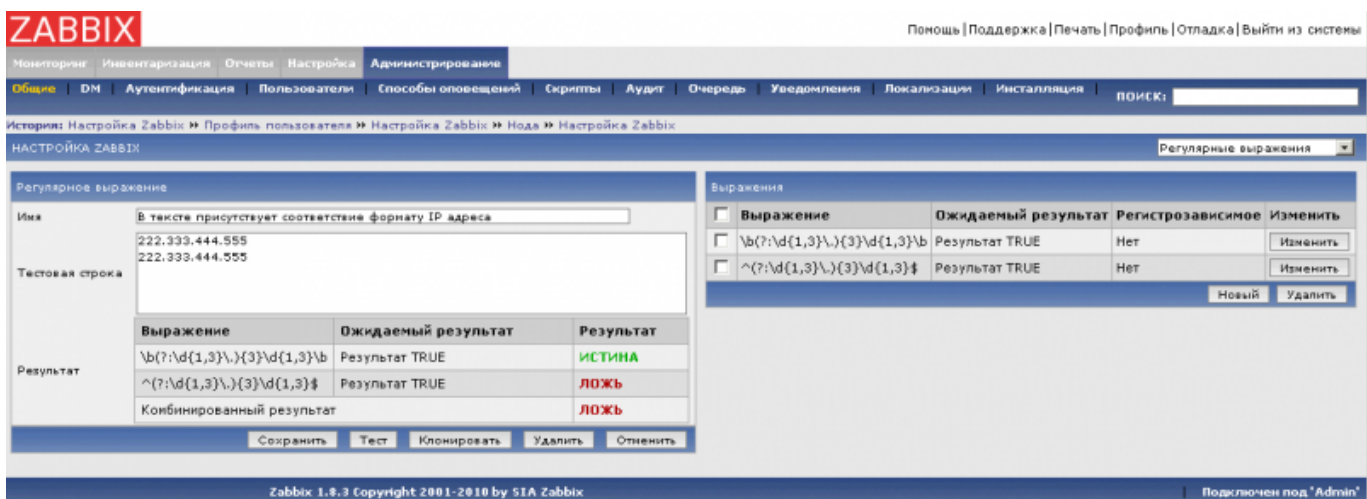 ZABBIX
Помощь|Поддержка|Печать|Профиль|Отладка|Выйти из системы
Мониторинг Инвентаризация Отчеты Настройка Администрирование
Общие | DM | Аутентификация | Пользователи | Способы оповещений | Скрипты | Аудит | Очередь | Уведомления | Локализации | Инсталляция | ПОИСК:
История: Настройка Zabbix » Профиль пользователя » Настройка Zabbix » Нода » Настройка Zabbix
НАСТРОЙКА ZABBIX
Регулярные выражения
Регулярное выражение
Имя
В тексте присутствует соответствие формату IP адреса
Тестовая строка
222.333.444.555
222.333.444.555
Результат
Выражение Ожидаемый результат Результат
\b(?:\d{1,3}\.){3}\d{1,3}\b Результат TRUE ИСТИНА
^(?:\d{1,3}\.){3}\d{1,3}$ Результат TRUE ЛОЖЬ
Комбинированный результат ЛОЖЬ
Сохранить Тест Клонировать Удалить Отменить
Выражения
Выражение Ожидаемый результат Регистрозависимое Изменить
\b(?:\d{1,3}\.){3}\d{1,3}\b Результат TRUE Нет Изменить
^(?:\d{1,3}\.){3}\d{1,3}$ Результат TRUE Нет Изменить
Новый Удалить
Zabbix 1.8.3 Copyright 2001-2010 by SIA Zabbix
Подключен под 'Admin'